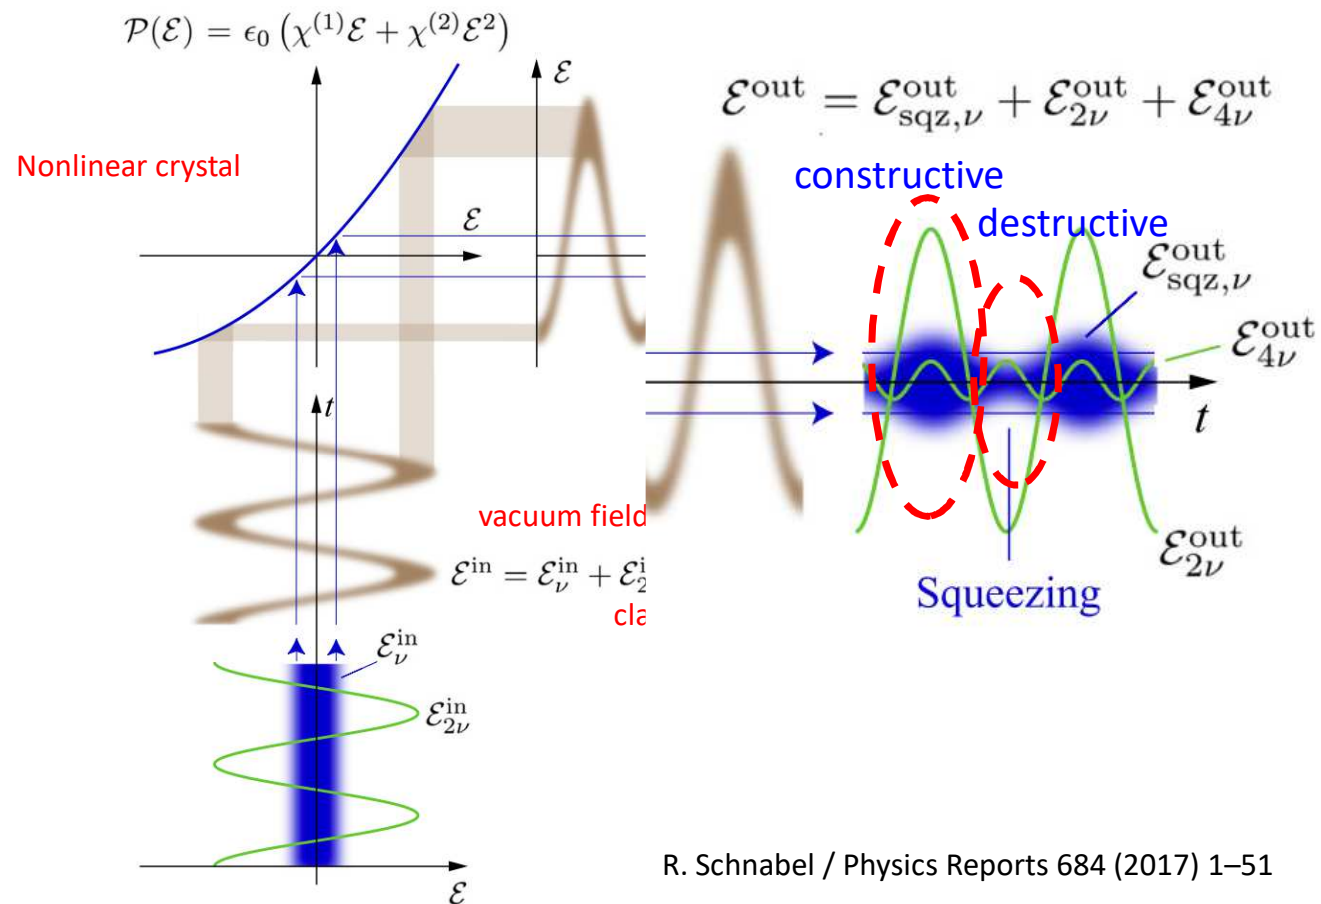 𝒫(ℰ) = ϵ₀ (χ⁽¹⁾ℰ + χ⁽²⁾ℰ²)
ℰ
ℰ^out = ℰ^out_sqz,ν + ℰ^out_2ν + ℰ^out_4ν
Nonlinear crystal
constructive
destructive
ℰ
ℰ^out_sqz,ν
ℰ^out_4ν
t
t
vacuum field
ℰ^in = ℰ^in_ν + ℰ
ℰ^out_2ν
Squeezing
ℰ^in_ν
ℰ^in_2ν
R. Schnabel / Physics Reports 684 (2017) 1–51
ℰ